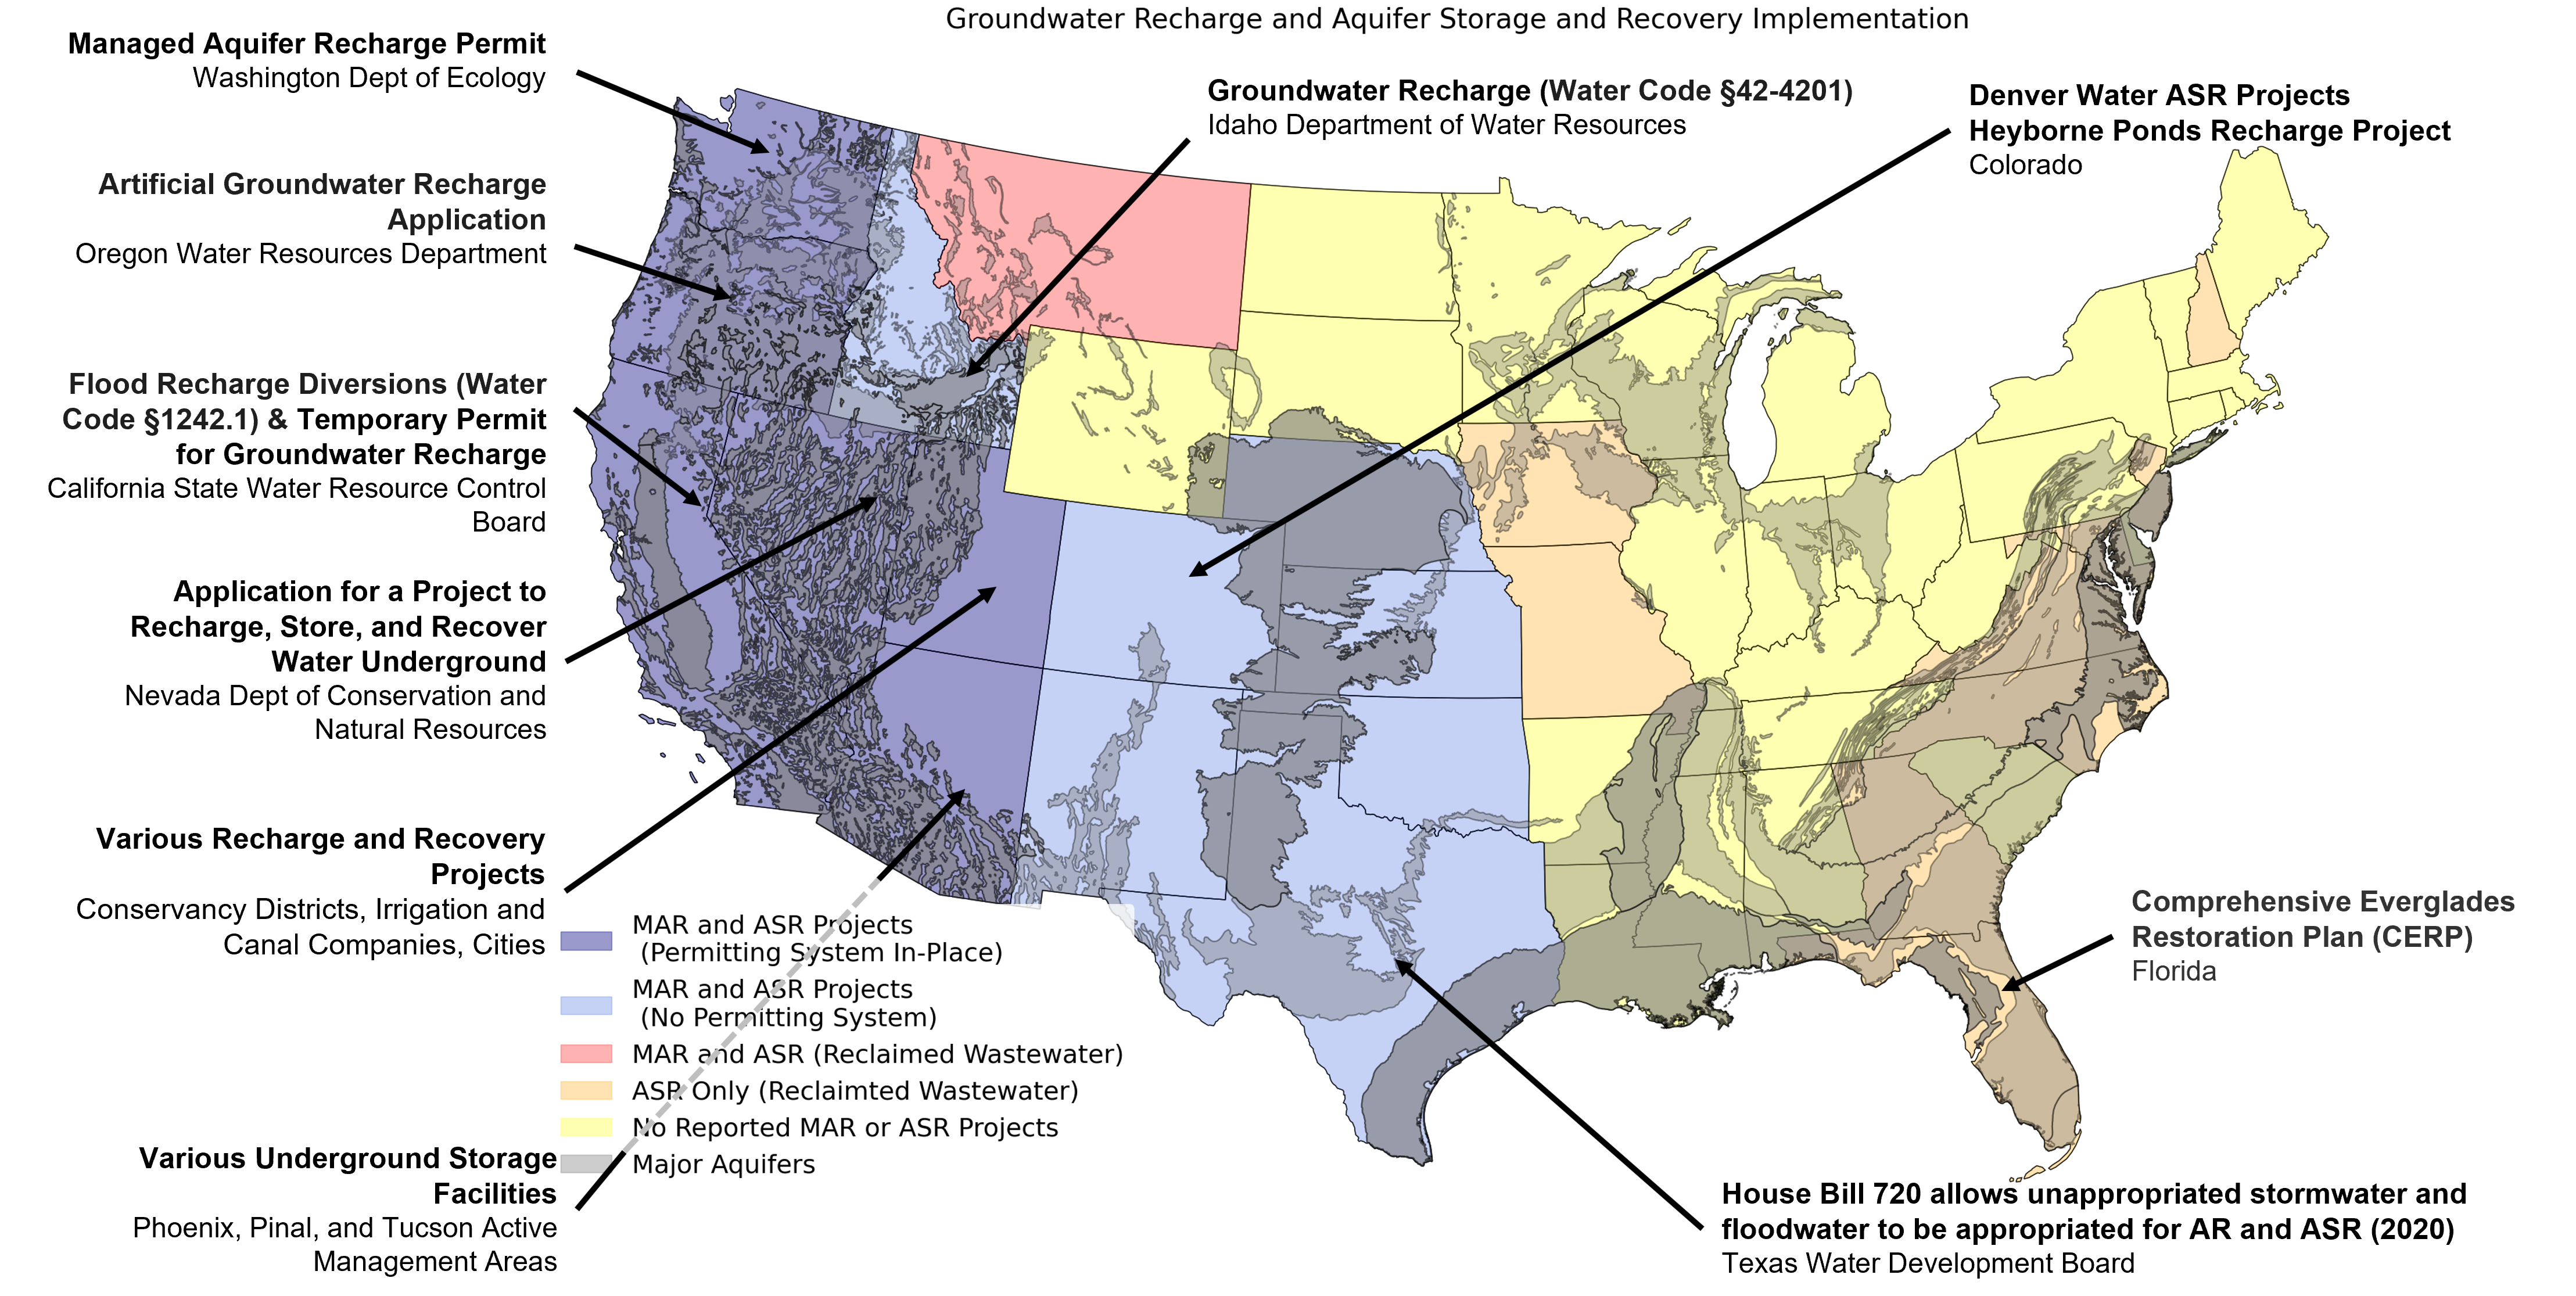 Groundwater Recharge and Aquifer Storage and Recovery Implementation
Managed Aquifer Recharge Permit
Washington Dept of Ecology
Artificial Groundwater Recharge
Application
Oregon Water Resources Department
Flood Recharge Diversions (Water
Code §1242.1) & Temporary Permit
for Groundwater Recharge
California State Water Resource Control
Board
Application for a Project to
Recharge, Store, and Recover
Water Underground
Nevada Dept of Conservation and
Natural Resources
Various Recharge and Recovery
Projects
Conservancy Districts, Irrigation and
Canal Companies, Cities
Various Underground Storage
Facilities
Phoenix, Pinal, and Tucson Active
Management Areas
Groundwater Recharge (Water Code §42-4201)
Idaho Department of Water Resources
Denver Water ASR Projects
Heyborne Ponds Recharge Project
Colorado
Comprehensive Everglades
Restoration Plan (CERP)
Florida
House Bill 720 allows unappropriated stormwater and
floodwater to be appropriated for AR and ASR (2020)
Texas Water Development Board
MAR and ASR Projects
(Permitting System In-Place)
MAR and ASR Projects
(No Permitting System)
MAR and ASR (Reclaimed Wastewater)
ASR Only (Reclaimted Wastewater)
No Reported MAR or ASR Projects
Major Aquifers